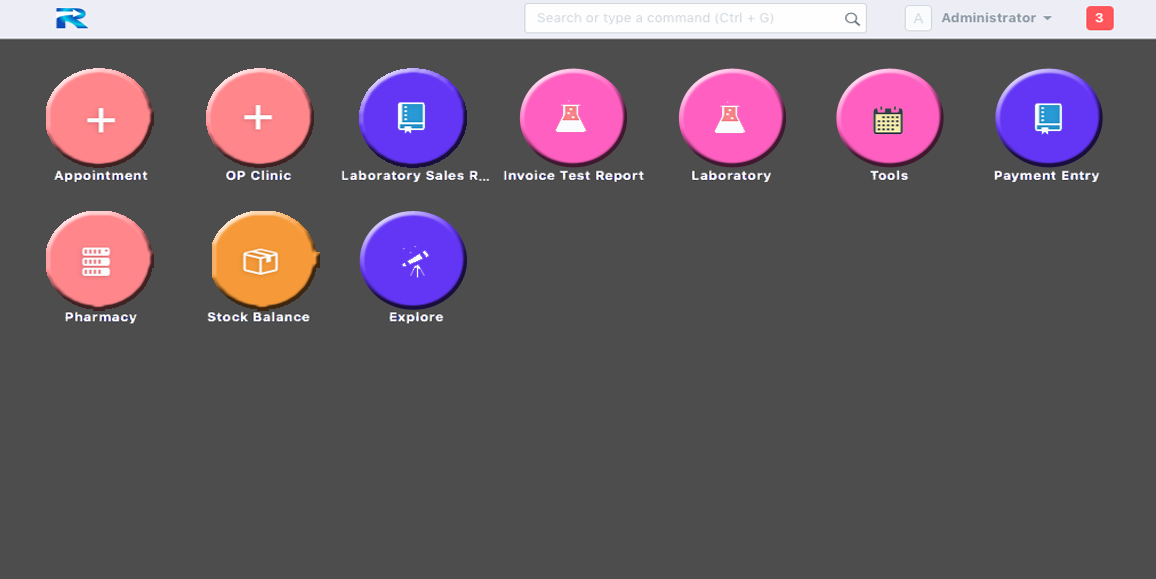 R
Search or type a command (Ctrl + G)
A
Administrator
3
Appointment
OP Clinic
Laboratory Sales R...
Invoice Test Report
Laboratory
Tools
Payment Entry
Pharmacy
Stock Balance
Explore